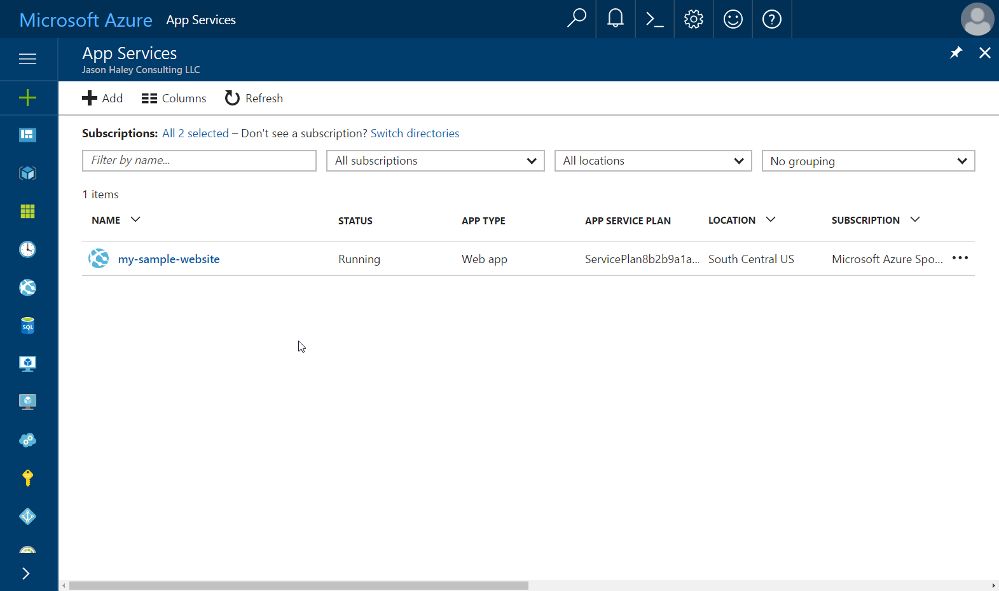 Microsoft Azure App Services
App Services
Jason Haley Consulting LLC
Add Columns Refresh
Subscriptions: All 2 selected – Don't see a subscription? Switch directories
Filter by name... All subscriptions All locations No grouping
1 items
NAME STATUS APP TYPE APP SERVICE PLAN LOCATION SUBSCRIPTION
my-sample-website Running Web app ServicePlan8b2b9a1a... South Central US Microsoft Azure Spo...
SQL